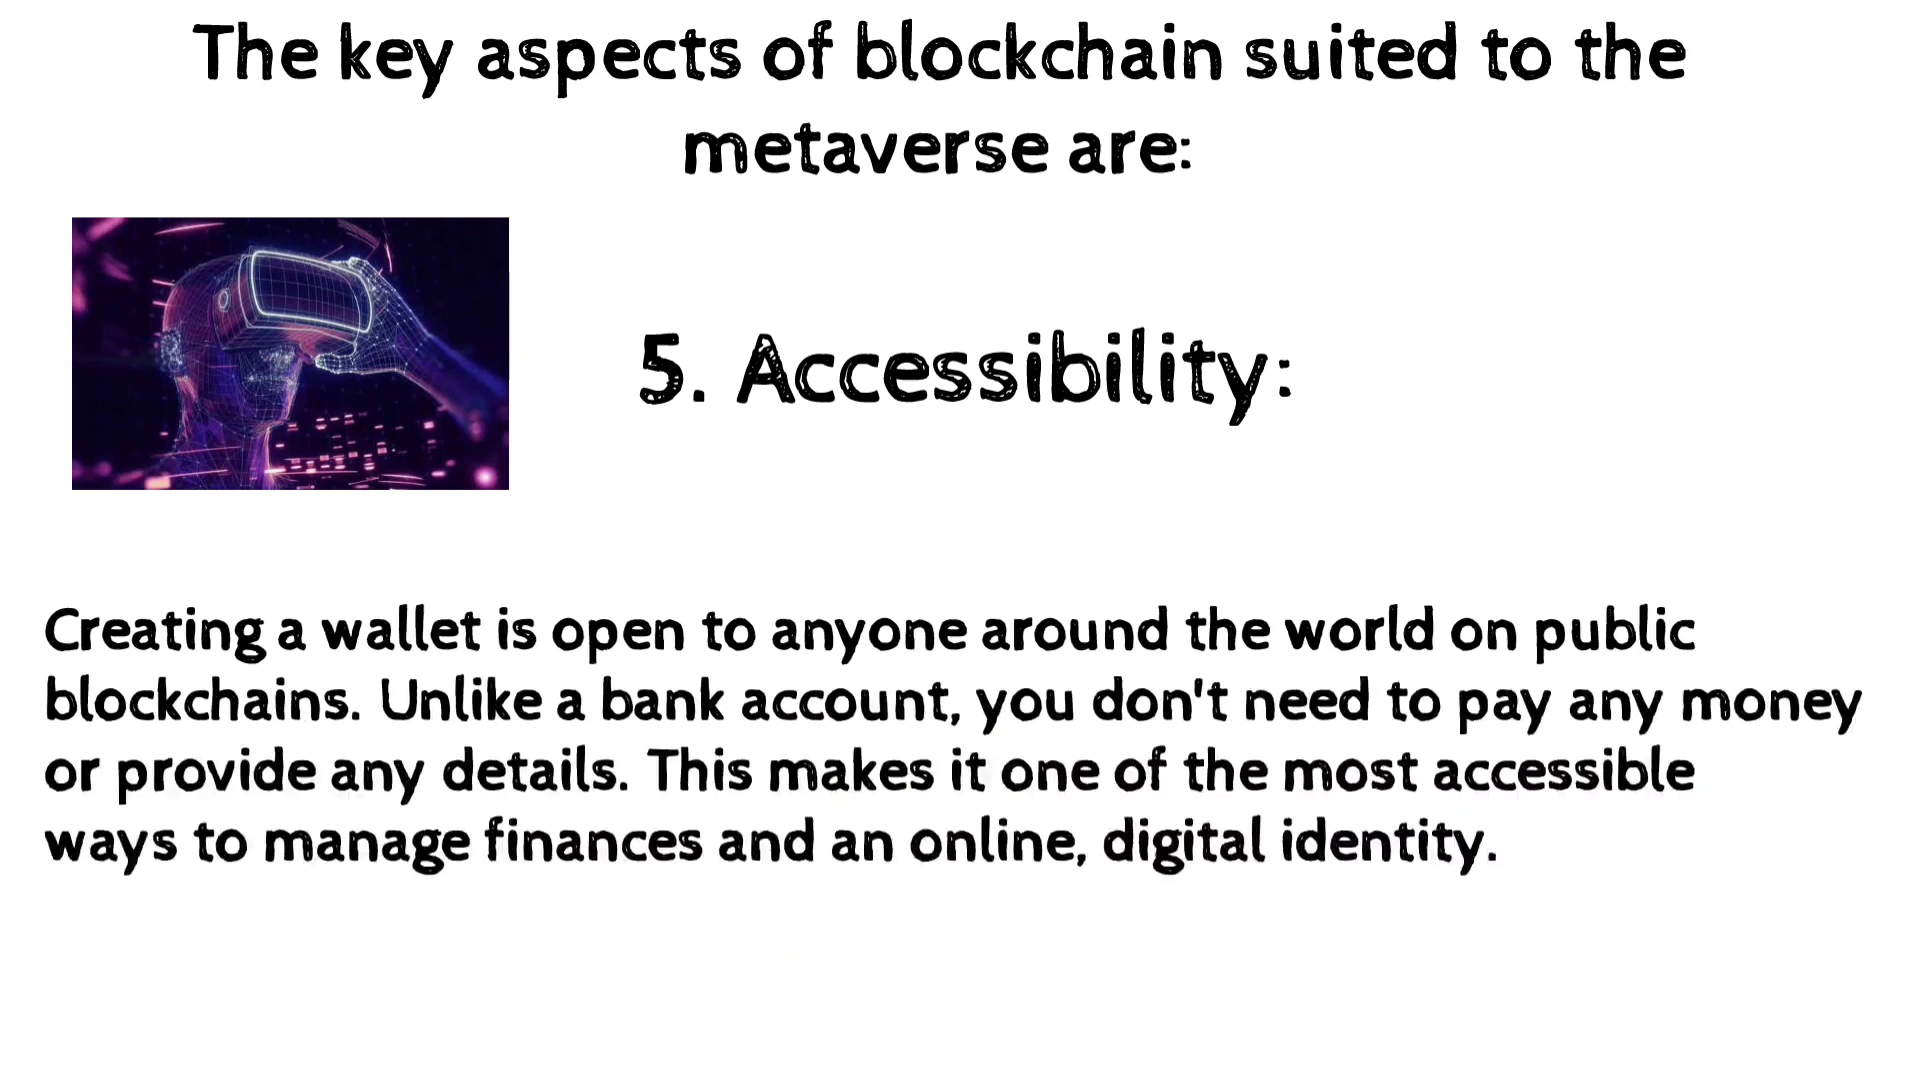 The key aspects of blockchain suited to the
metaverse are:
5. Accessibility:
Creating a wallet is open to anyone around the world on public
blockchains. Unlike a bank account, you don't need to pay any money
or provide any details. This makes it one of the most accessible
ways to manage finances and an online, digital identity.